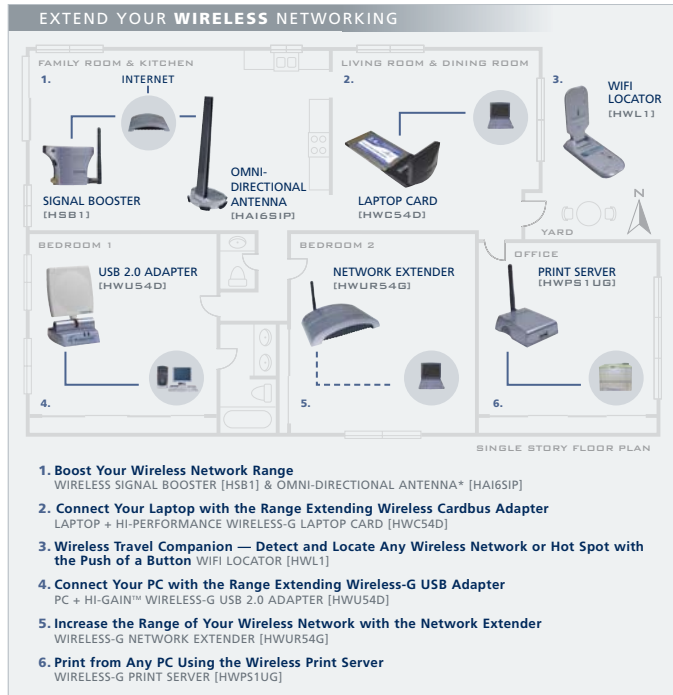 EXTEND YOUR WIRELESS NETWORKING
FAMILY ROOM & KITCHEN
1.
INTERNET
SIGNAL BOOSTER
[HSB1]
OMNI-
DIRECTIONAL
ANTENNA
[HAI6SIP]
LIVING ROOM & DINING ROOM
2.
LAPTOP CARD
[HWC54D]
3.
WIFI
LOCATOR
[HWL1]
N
YARD
BEDROOM 1
USB 2.0 ADAPTER
[HWU54D]
4.
BEDROOM 2
NETWORK EXTENDER
[HWUR54G]
5.
OFFICE
PRINT SERVER
[HWPS1UG]
6.
SINGLE STORY FLOOR PLAN
1. Boost Your Wireless Network Range
WIRELESS SIGNAL BOOSTER [HSB1] & OMNI-DIRECTIONAL ANTENNA* [HAI6SIP]
2. Connect Your Laptop with the Range Extending Wireless Cardbus Adapter
LAPTOP + HI-PERFORMANCE WIRELESS-G LAPTOP CARD [HWC54D]
3. Wireless Travel Companion — Detect and Locate Any Wireless Network or Hot Spot with
the Push of a Button WIFI LOCATOR [HWL1]
4. Connect Your PC with the Range Extending Wireless-G USB Adapter
PC + HI-GAIN™ WIRELESS-G USB 2.0 ADAPTER [HWU54D]
5. Increase the Range of Your Wireless Network with the Network Extender
WIRELESS-G NETWORK EXTENDER [HWUR54G]
6. Print from Any PC Using the Wireless Print Server
WIRELESS-G PRINT SERVER [HWPS1UG]